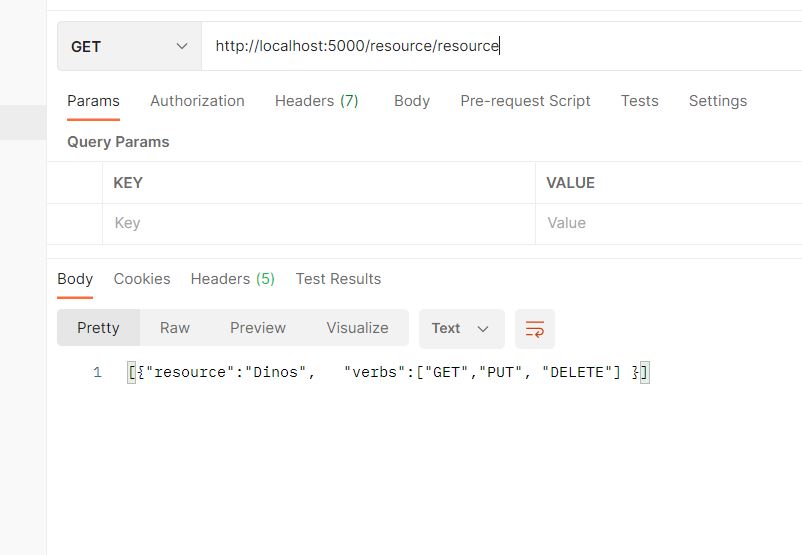 GET http://localhost:5000/resource/resource
Params Authorization Headers (7) Body Pre-request Script Tests Settings
Query Params
KEY VALUE
Key Value
Body Cookies Headers (5) Test Results
Pretty Raw Preview Visualize Text
1 [{"resource":"Dinos",   "verbs":["GET","PUT", "DELETE"] }]